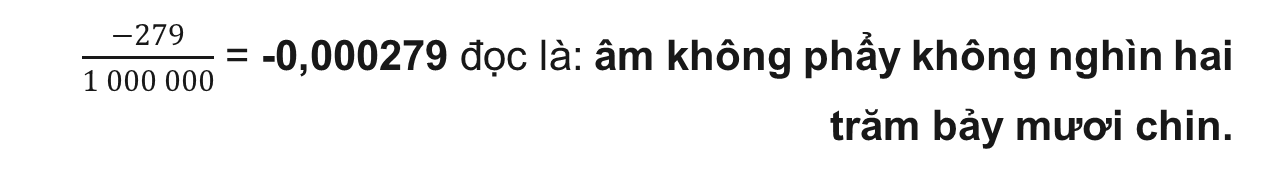 −279/1 000 000 = -0,000279 đọc là: âm không phẩy không nghìn hai
trăm bảy mươi chin.